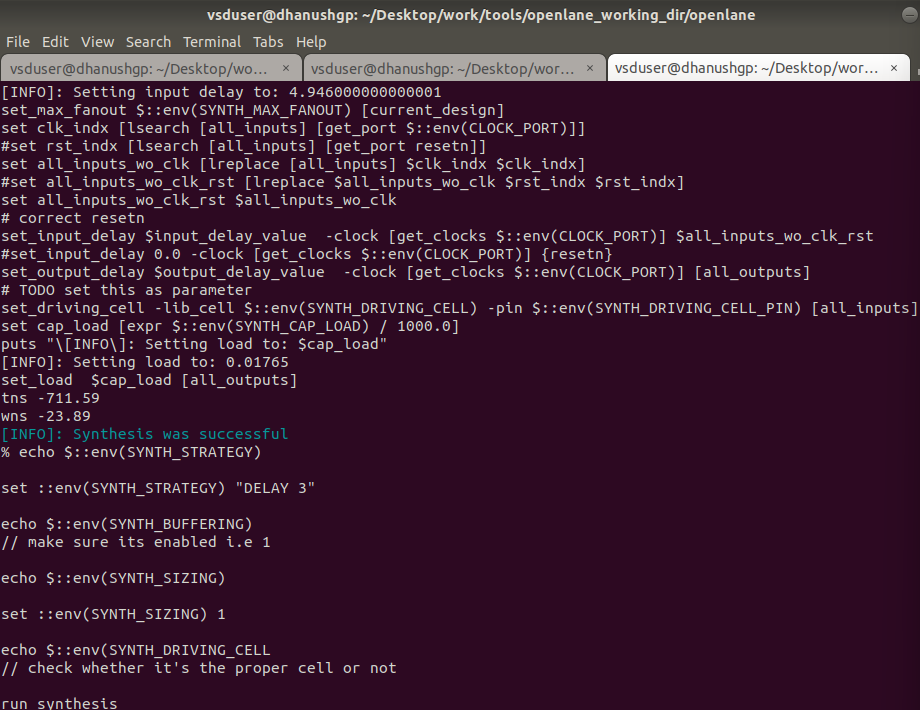 vsduser@dhanushgp: ~/Desktop/work/tools/openlane_working_dir/openlane
File Edit View Search Terminal Tabs Help
vsduser@dhanushgp: ~/Desktop/wo... × vsduser@dhanushgp: ~/Desktop/wor... × vsduser@dhanushgp: ~/Desktop/wor... ×
[INFO]: Setting input delay to: 4.946000000000001
set_max_fanout $::env(SYNTH_MAX_FANOUT) [current_design]
set clk_indx [lsearch [all_inputs] [get_port $::env(CLOCK_PORT)]]
#set rst_indx [lsearch [all_inputs] [get_port resetn]]
set all_inputs_wo_clk [lreplace [all_inputs] $clk_indx $clk_indx]
#set all_inputs_wo_clk_rst [lreplace $all_inputs_wo_clk $rst_indx $rst_indx]
set all_inputs_wo_clk_rst $all_inputs_wo_clk
# correct resetn
set_input_delay $input_delay_value  -clock [get_clocks $::env(CLOCK_PORT)] $all_inputs_wo_clk_rst
#set_input_delay 0.0 -clock [get_clocks $::env(CLOCK_PORT)] {resetn}
set_output_delay $output_delay_value  -clock [get_clocks $::env(CLOCK_PORT)] [all_outputs]
# TODO set this as parameter
set_driving_cell -lib_cell $::env(SYNTH_DRIVING_CELL) -pin $::env(SYNTH_DRIVING_CELL_PIN) [all_inputs]
set cap_load [expr $::env(SYNTH_CAP_LOAD) / 1000.0]
puts "\[INFO\]: Setting load to: $cap_load"
[INFO]: Setting load to: 0.01765
set_load  $cap_load [all_outputs]
tns -711.59
wns -23.89
[INFO]: Synthesis was successful
% echo $::env(SYNTH_STRATEGY)
set ::env(SYNTH_STRATEGY) "DELAY 3"
echo $::env(SYNTH_BUFFERING)
// make sure its enabled i.e 1
echo $::env(SYNTH_SIZING)
set ::env(SYNTH_SIZING) 1
echo $::env(SYNTH_DRIVING_CELL
// check whether it's the proper cell or not
run_synthesis